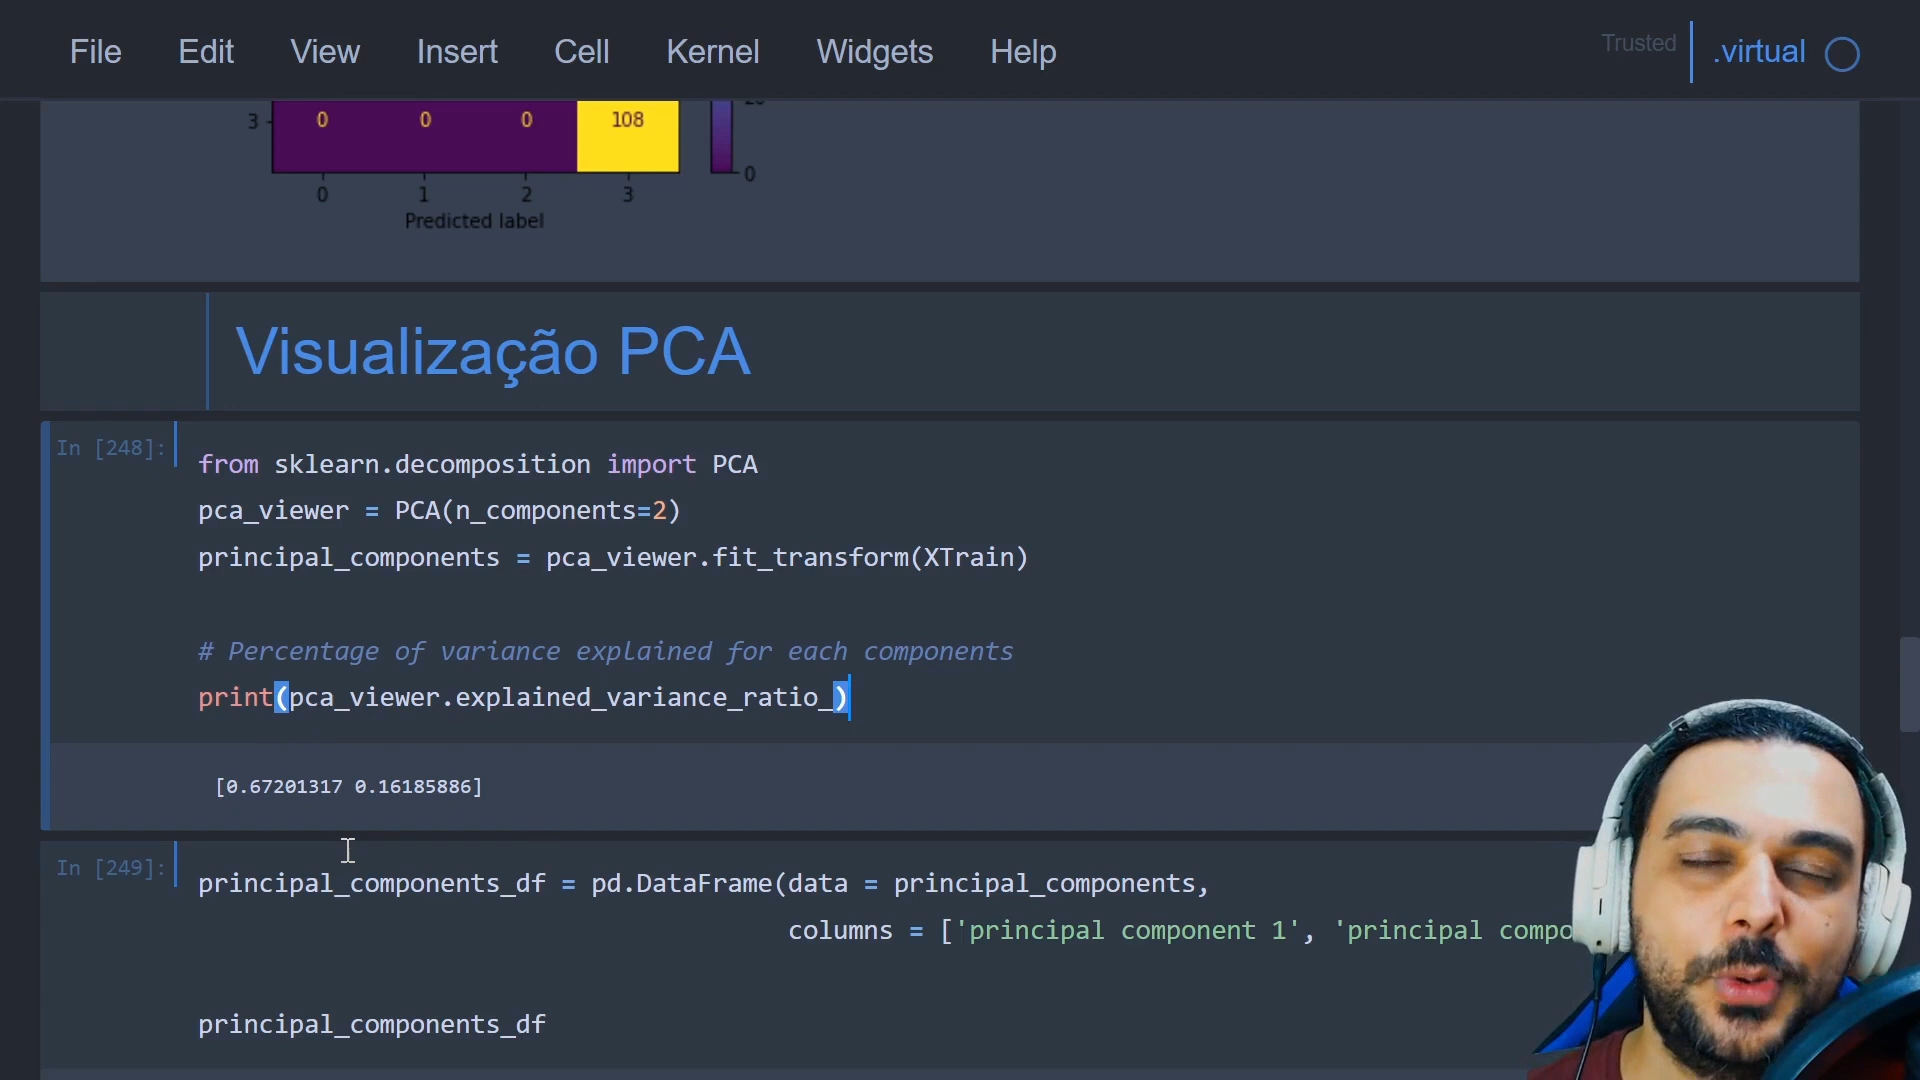 File Edit View Insert Cell Kernel Widgets Help Trusted .virtual
3 0 0 0 108
0
0 1 2 3
Predicted label
Visualização PCA
In [248]:
from sklearn.decomposition import PCA
pca_viewer = PCA(n_components=2)
principal_components = pca_viewer.fit_transform(XTrain)
# Percentage of variance explained for each components
print(pca_viewer.explained_variance_ratio_)
[0.67201317 0.16185886]
In [249]:
principal_components_df = pd.DataFrame(data = principal_components,
columns = ['principal component 1', 'principal compo
principal_components_df